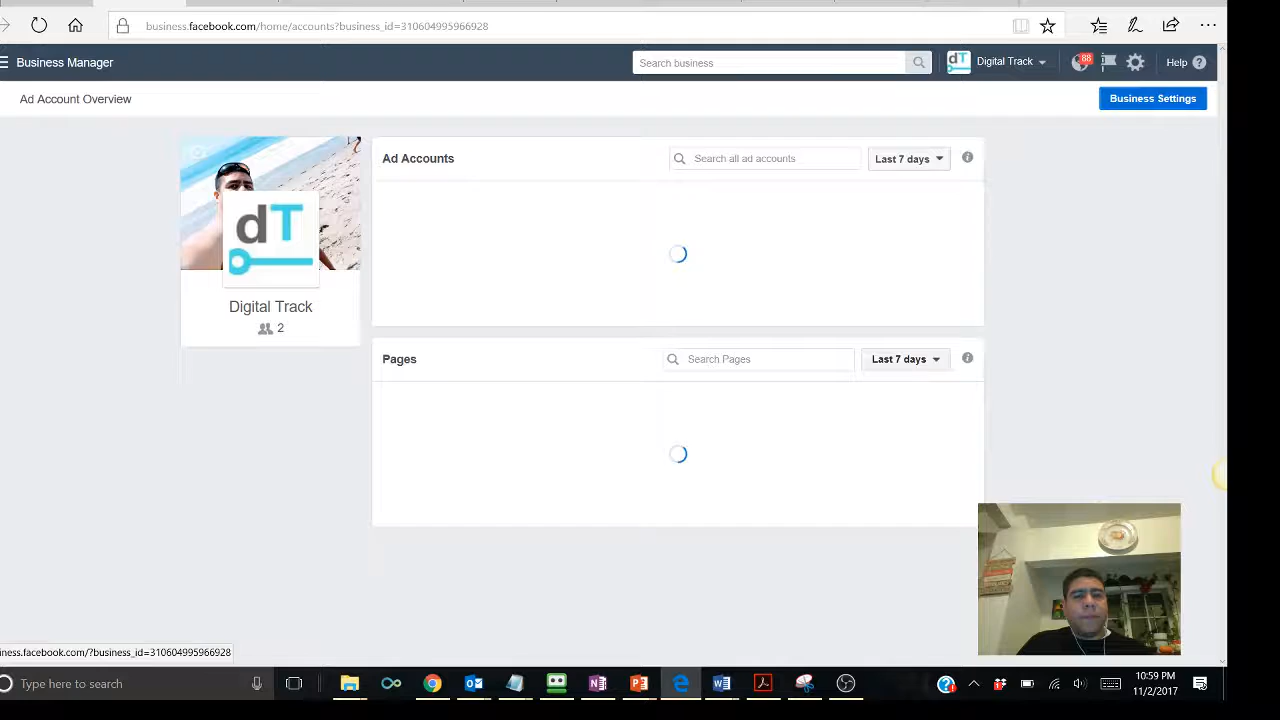 business.facebook.com/home/accounts?business_id=310604995966928
Business Manager
Search business
dT
Digital Track
88
Help
Ad Account Overview
Business Settings
Ad Accounts
Search all ad accounts
Last 7 days
dT
Digital Track
2
Pages
Search Pages
Last 7 days
iness.facebook.com/?business_id=310604995966928
Type here to search
10:59 PM
11/2/2017